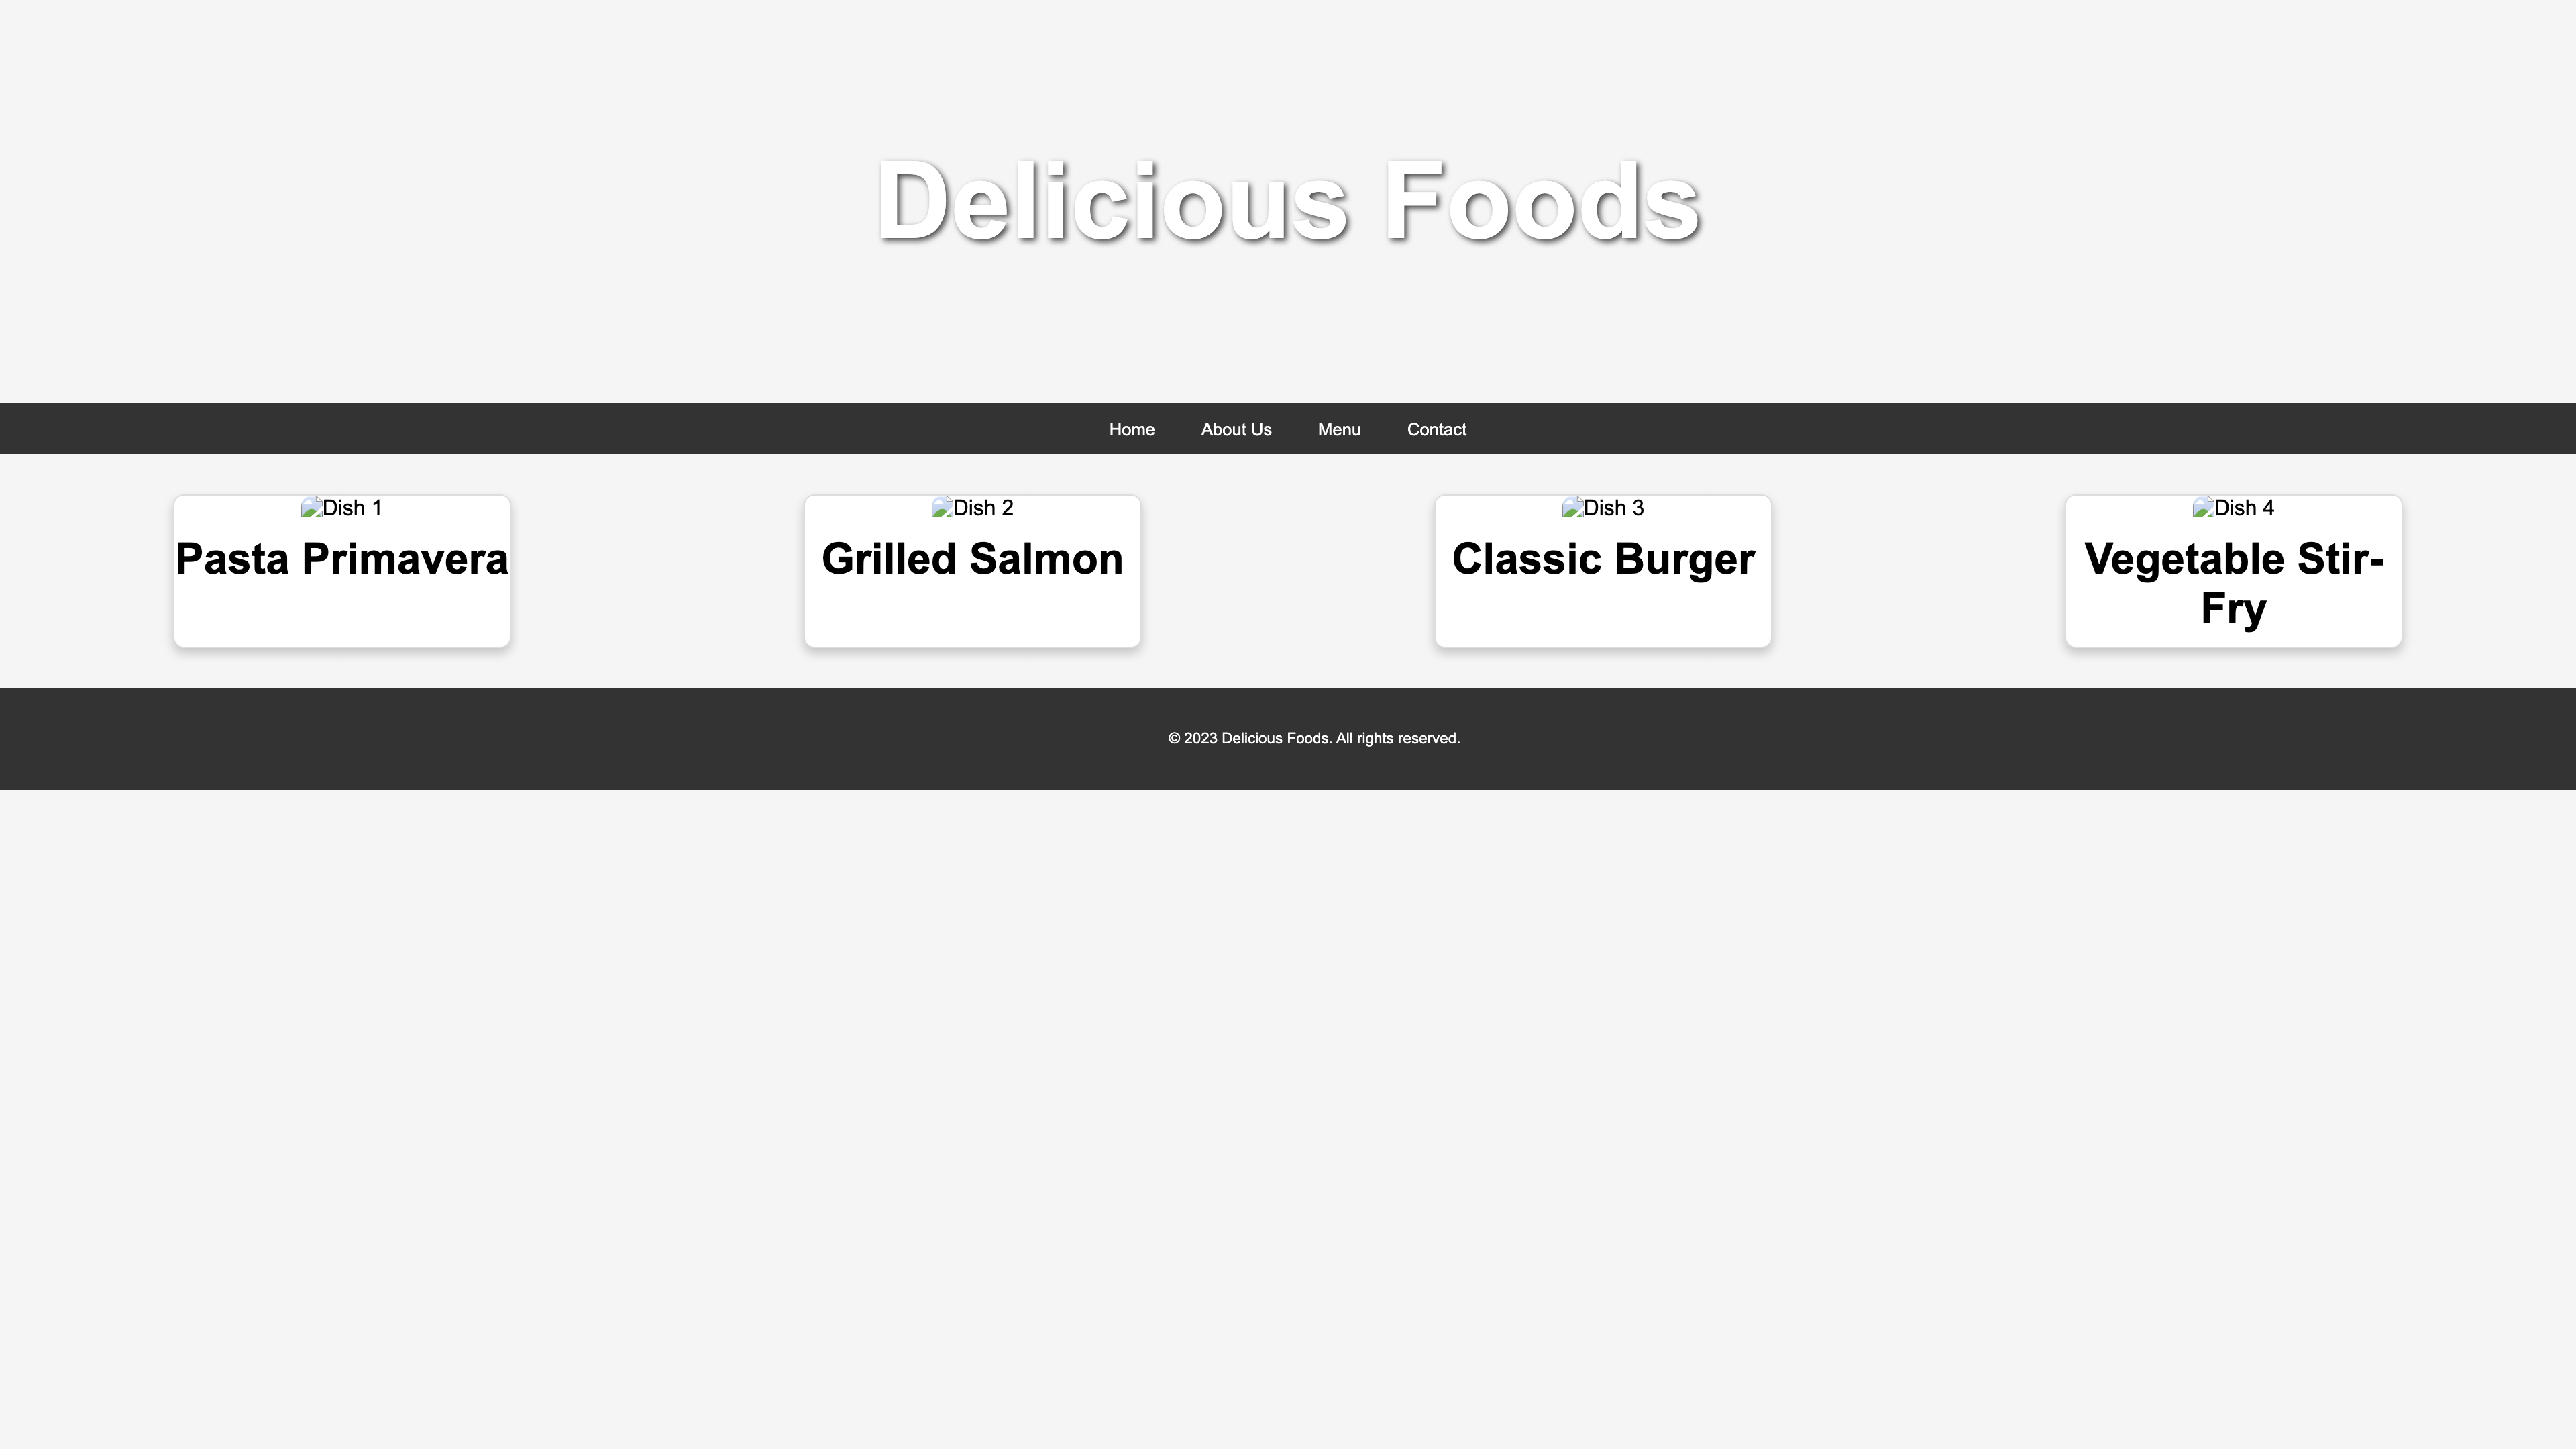 Delicious Foods
Home About Us Menu Contact
Dish 1 Dish 2 Dish 3 Dish 4
Pasta Primavera Grilled Salmon Classic Burger Vegetable Stir-
Fry
© 2023 Delicious Foods. All rights reserved.